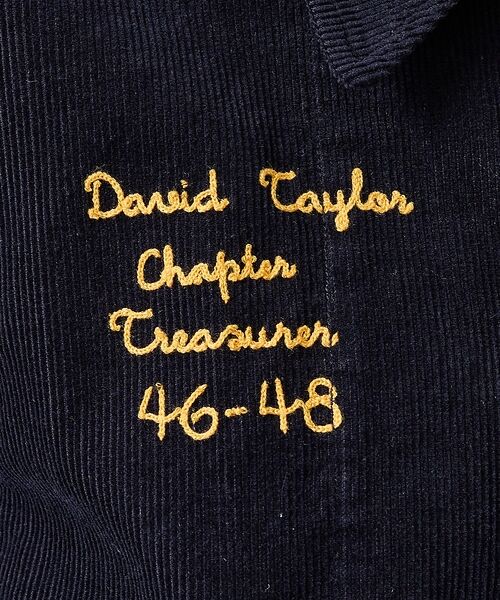 David Taylor
Chapter
Treasurer
46-48